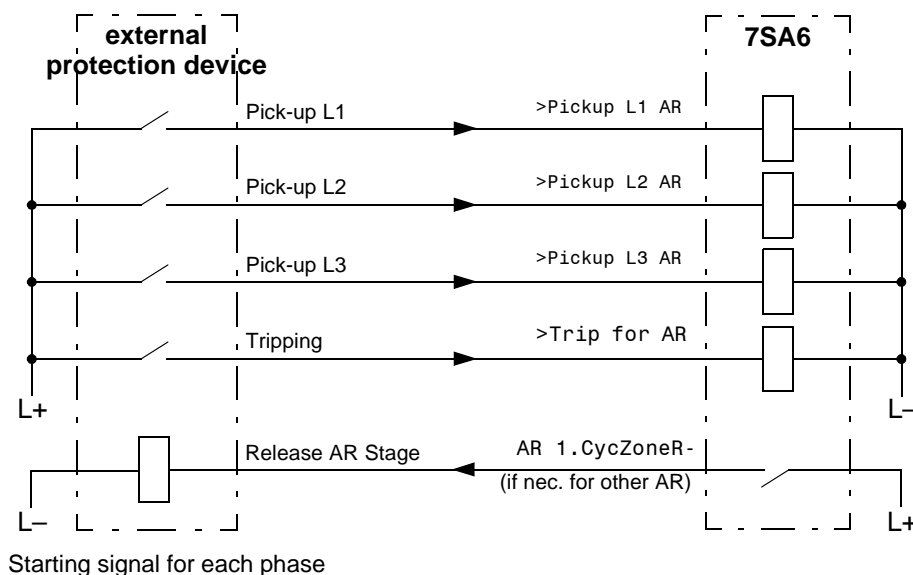 external
protection device
7SA6
Pick-up L1
>Pickup L1 AR
Pick-up L2
>Pickup L2 AR
Pick-up L3
>Pickup L3 AR
Tripping
>Trip for AR
L+
L–
Release AR Stage
AR 1.CycZoneR-
(if nec. for other AR)
L–
L+
Starting signal for each phase